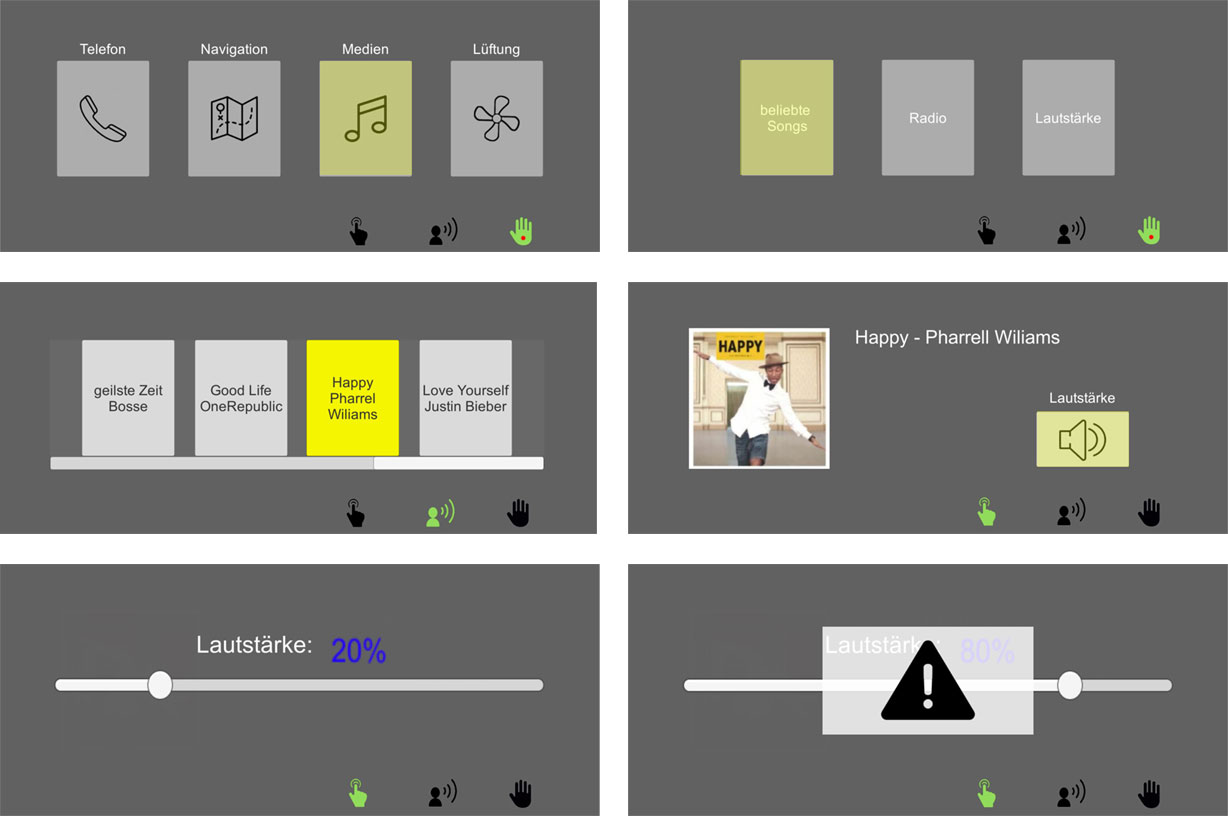 Telefon Navigation Medien Lüftung
beliebte
Songs
Radio
Lautstärke
geilste Zeit
Bosse
Good Life
OneRepublic
Happy
Pharrel
Wiliams
Love Yourself
Justin Bieber
HAPPY
Happy - Pharrell Wiliams
Lautstärke
Lautstärke: 20%
Lautstärke: 80%